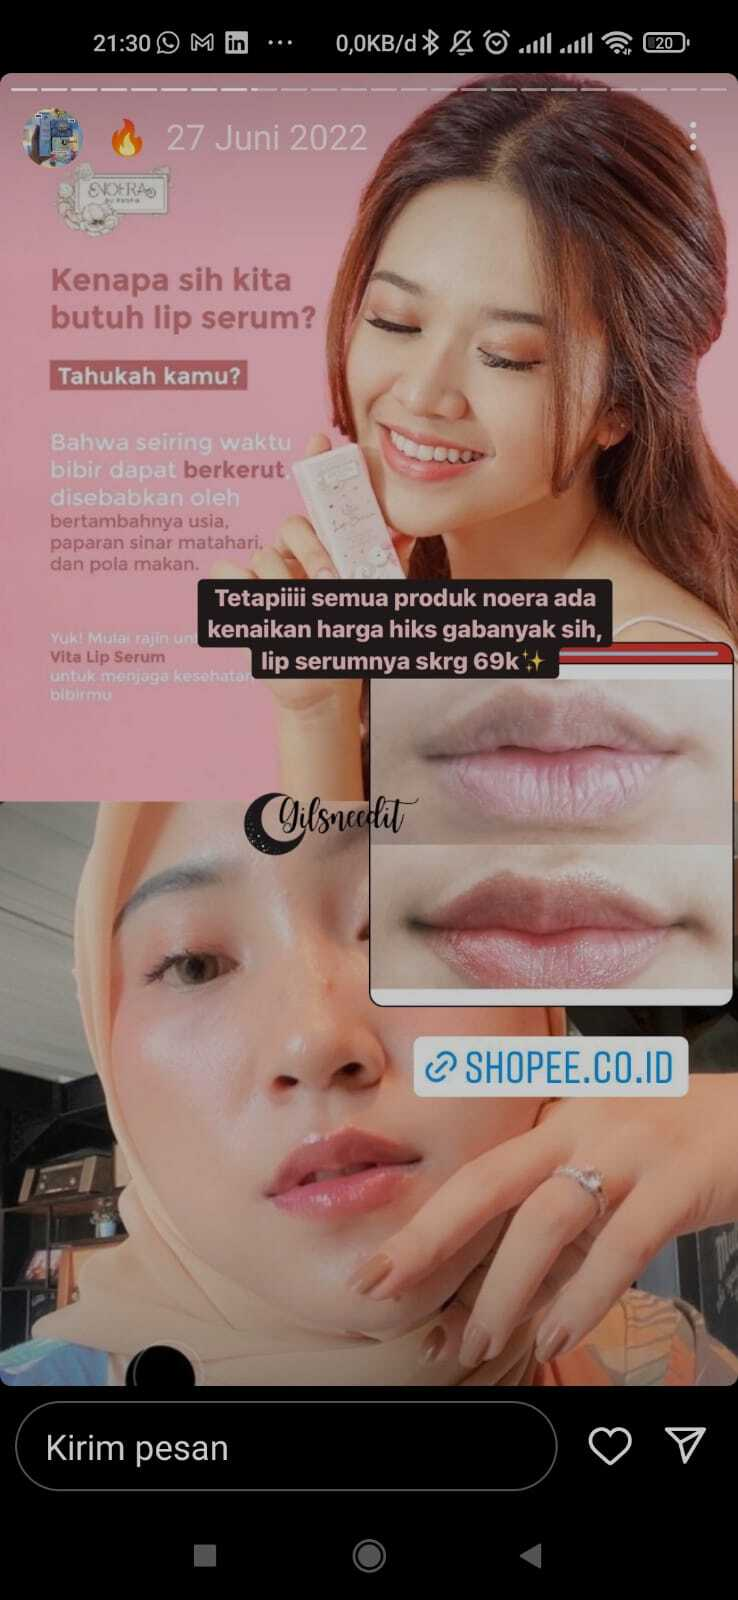 21:30
0,0KB/d
20
27 Juni 2022
NOERA
Kenapa sih kita
butuh lip serum?
Tahukah kamu?
Bahwa seiring waktu
bibir dapat berkerut,
disebabkan oleh
bertambahnya usia,
paparan sinar matahari,
dan pola makan.
Tetapiiii semua produk noera ada
kenaikan harga hiks gabanyak sih,
lip serumnya skrg 69k✨
Yuk! Mulai rajin
Vita Lip Serum
untuk menjaga kesehatan
bibirmu
Gilsneedit
SHOPEE.CO.ID
Kirim pesan